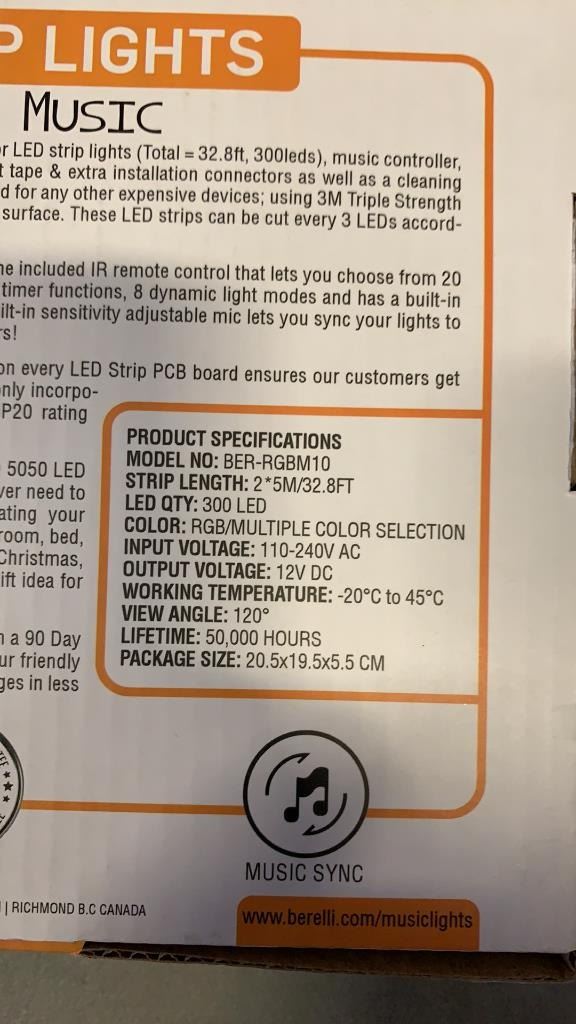 P LIGHTS
MUSIC
r LED strip lights (Total = 32.8ft, 300leds), music controller,
t tape & extra installation connectors as well as a cleaning
d for any other expensive devices; using 3M Triple Strength
surface. These LED strips can be cut every 3 LEDs accord-
he included IR remote control that lets you choose from 20
timer functions, 8 dynamic light modes and has a built-in
ilt-in sensitivity adjustable mic lets you sync your lights to
rs!
on every LED Strip PCB board ensures our customers get
only incorpo-
P20 rating
5050 LED
ver need to
ating your
room, bed,
Christmas,
ift idea for
n a 90 Day
ur friendly
ges in less
PRODUCT SPECIFICATIONS
MODEL NO: BER-RGBM10
STRIP LENGTH: 2*5M/32.8FT
LED QTY: 300 LED
COLOR: RGB/MULTIPLE COLOR SELECTION
INPUT VOLTAGE: 110-240V AC
OUTPUT VOLTAGE: 12V DC
WORKING TEMPERATURE: -20°C to 45°C
VIEW ANGLE: 120°
LIFETIME: 50,000 HOURS
PACKAGE SIZE: 20.5x19.5x5.5 CM
MUSIC SYNC
| RICHMOND B.C CANADA
www.berelli.com/musiclights